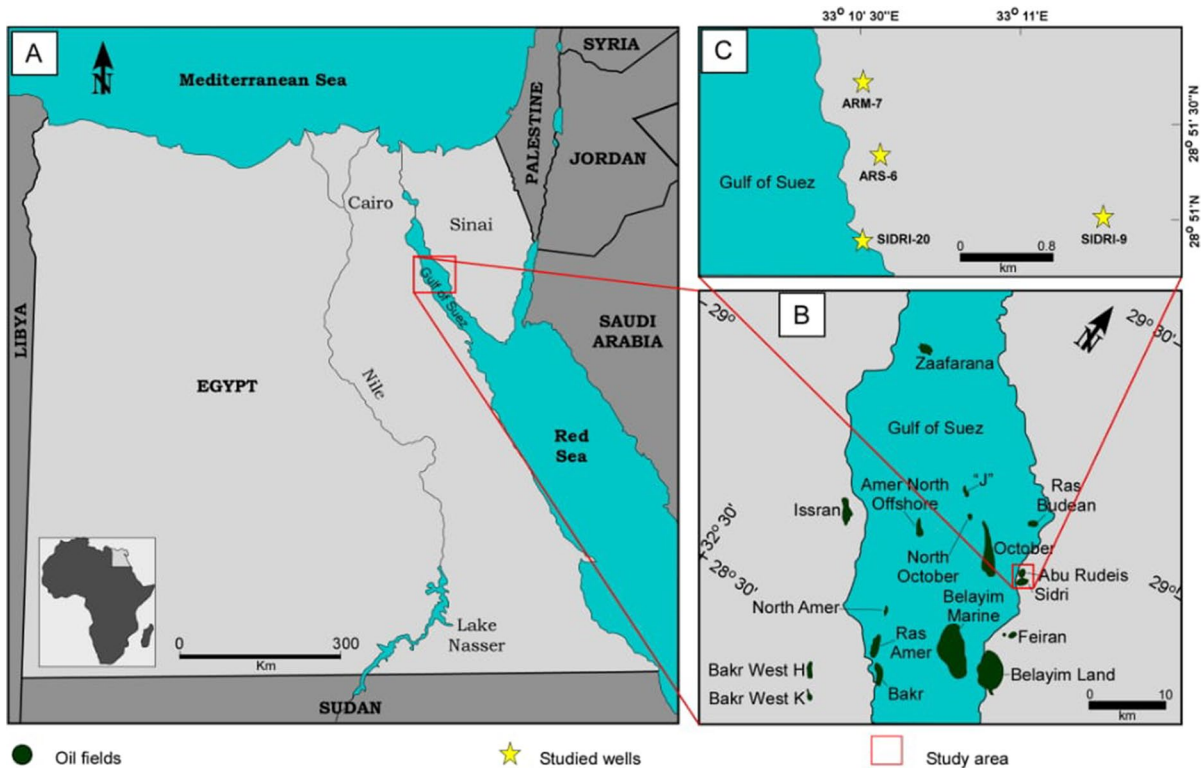 A
N
Mediterranean Sea
SYRIA
PALESTINE
JORDAN
Cairo
Sinai
Gulf of Suez
LIBYA
SAUDI
ARABIA
EGYPT
Nile
Red
Sea
Lake
Nasser
0 300
Km
SUDAN
33° 10' 30''E 33° 11'E
C
ARM-7
28° 51' 30''N
ARS-6
Gulf of Suez
28° 51'N
SIDRI-20
SIDRI-9
0 0.8
km
B
N
29°
29° 30'
Zaafarana
Gulf of Suez
"J"
Amer North
Offshore
Ras
Budean
Issran
32° 30'
28° 30'
North
October
October
Abu Rudeis
Sidri
29°
Belayim
Marine
North Amer
Ras
Amer
Feiran
Bakr West H
Belayim Land
Bakr West K
Bakr
0 10
km
Oil fields
Studied wells
Study area